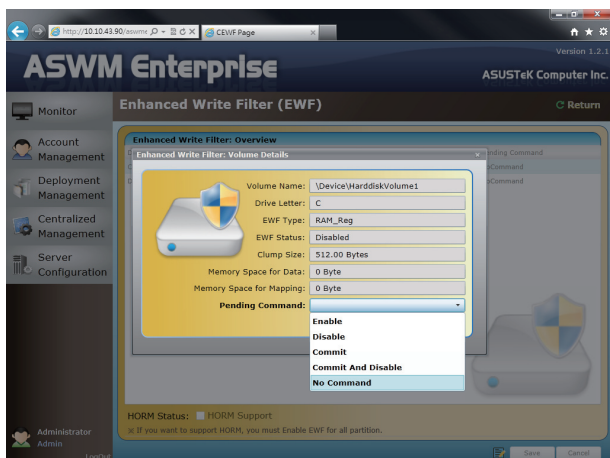 http://10.10.43.90/aswme
CEWF Page
Version 1.2.1
ASWM Enterprise
ASUSTeK Computer Inc.
Monitor
Enhanced Write Filter (EWF)
Return
Account
Management
Deployment
Management
Centralized
Management
Server
Configuration
Enhanced Write Filter: Overview
Pending Command
Enhanced Write Filter: Volume Details
Volume Name: \Device\HarddiskVolume1
Drive Letter: C
EWF Type: RAM_Reg
EWF Status: Disabled
Clump Size: 512.00 Bytes
Memory Space for Data: 0 Byte
Memory Space for Mapping: 0 Byte
Pending Command:
Enable
Disable
Commit
Commit And Disable
No Command
HORM Status: HORM Support
※ If you want to support HORM, you must Enable EWF for all partition.
Administrator
Admin
LogOut
Save
Cancel